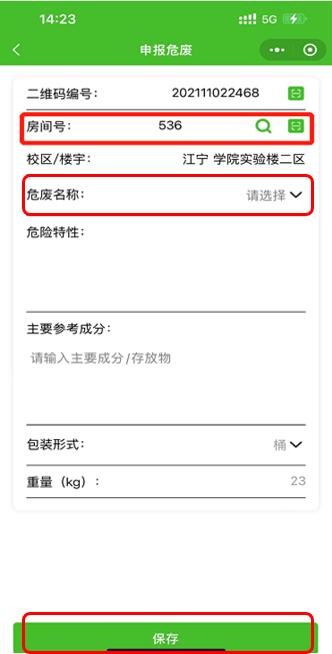 14:23 5G
申报危废
二维码编号： 202111022468
房间号： 536
校区/楼宇： 江宁 学院实验楼二区
危废名称： 请选择
危险特性：
主要参考成分：
请输入主要成分/存放物
包装形式： 桶
重量（kg）： 23
保存